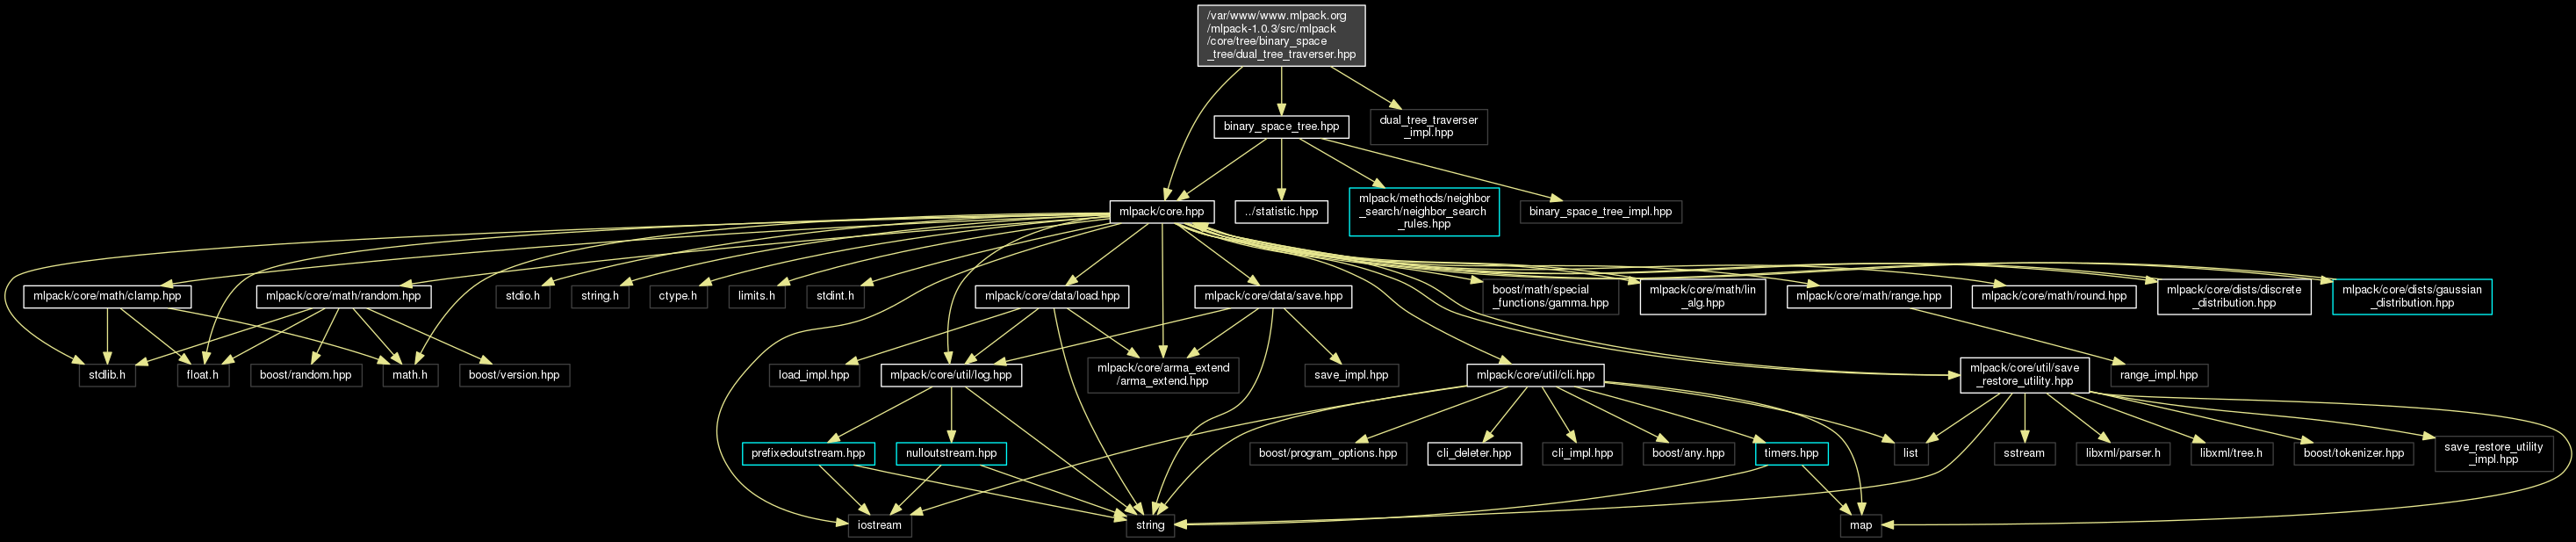 /var/www/www.mlpack.org
/mlpack-1.0.3/src/mlpack
/core/tree/binary_space
_tree/dual_tree_traverser.hpp
binary_space_tree.hpp
dual_tree_traverser
_impl.hpp
mlpack/core.hpp
../statistic.hpp
mlpack/methods/neighbor
_search/neighbor_search
_rules.hpp
binary_space_tree_impl.hpp
mlpack/core/math/clamp.hpp
mlpack/core/math/random.hpp
stdio.h
string.h
ctype.h
limits.h
stdint.h
mlpack/core/data/load.hpp
mlpack/core/data/save.hpp
boost/math/special
_functions/gamma.hpp
mlpack/core/math/lin
_alg.hpp
mlpack/core/math/range.hpp
mlpack/core/math/round.hpp
mlpack/core/dists/discrete
_distribution.hpp
mlpack/core/dists/gaussian
_distribution.hpp
stdlib.h
float.h
boost/random.hpp
math.h
boost/version.hpp
load_impl.hpp
mlpack/core/util/log.hpp
mlpack/core/arma_extend
/arma_extend.hpp
save_impl.hpp
mlpack/core/util/cli.hpp
mlpack/core/util/save
_restore_utility.hpp
range_impl.hpp
prefixedoutstream.hpp
nulloutstream.hpp
boost/program_options.hpp
cli_deleter.hpp
cli_impl.hpp
boost/any.hpp
timers.hpp
list
sstream
libxml/parser.h
libxml/tree.h
boost/tokenizer.hpp
save_restore_utility
_impl.hpp
iostream
string
map